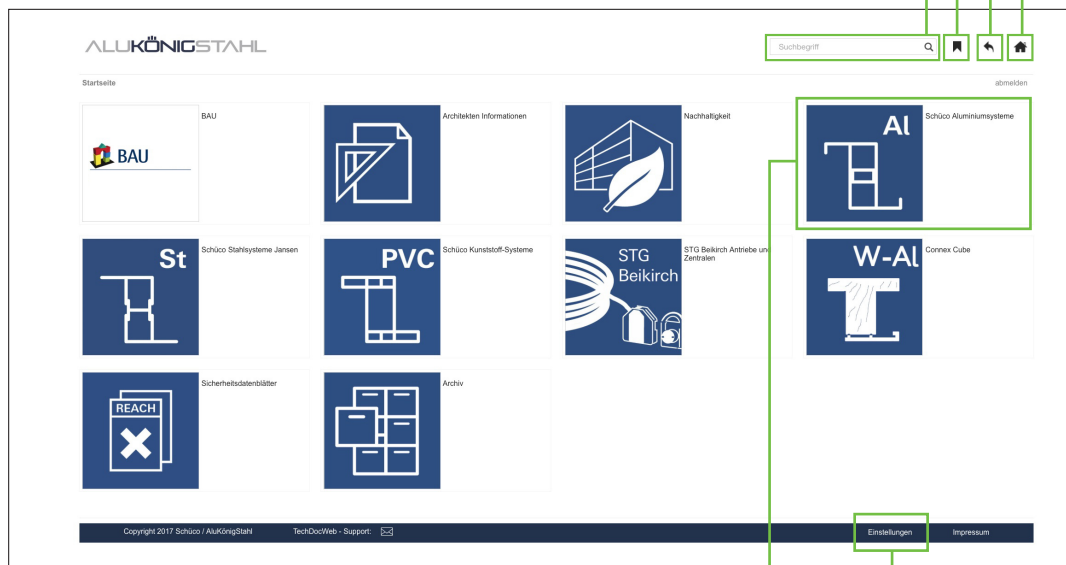 ALUKÖNIGSTAHL
Suchbegriff
Startseite
abmelden
BAU
BAU
Architekten Informationen
Nachhaltigkeit
Al
Schüco Aluminiumsysteme
St
Schüco Stahlsysteme Jansen
PVC
Schüco Kunststoff-Systeme
STG
Beikirch
STG Beikirch Antriebe und
Zentralen
W-Al
Connex Cube
REACH
Sicherheitsdatenblätter
Archiv
Copyright 2017 Schüco / AluKönigStahl
TechDocWeb - Support:
Einstellungen
Impressum